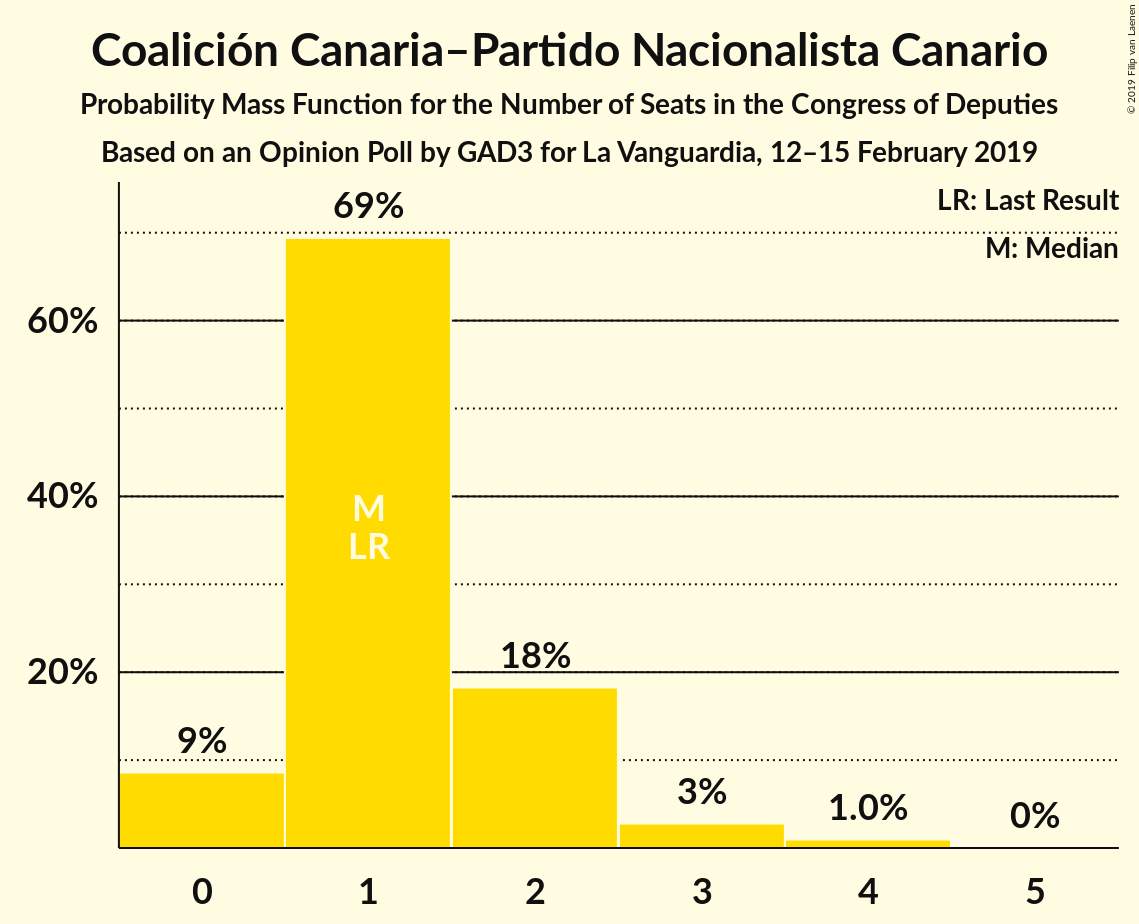 Coalición Canaria–Partido Nacionalista Canario
Probability Mass Function for the Number of Seats in the Congress of Deputies
Based on an Opinion Poll by GAD3 for La Vanguardia, 12–15 February 2019
© 2019 Filip van Laenen
LR: Last Result
M: Median
69%
60%
M
40%
LR
18%
20%
9%
3%
1.0%
0%
0 1 2 3 4 5